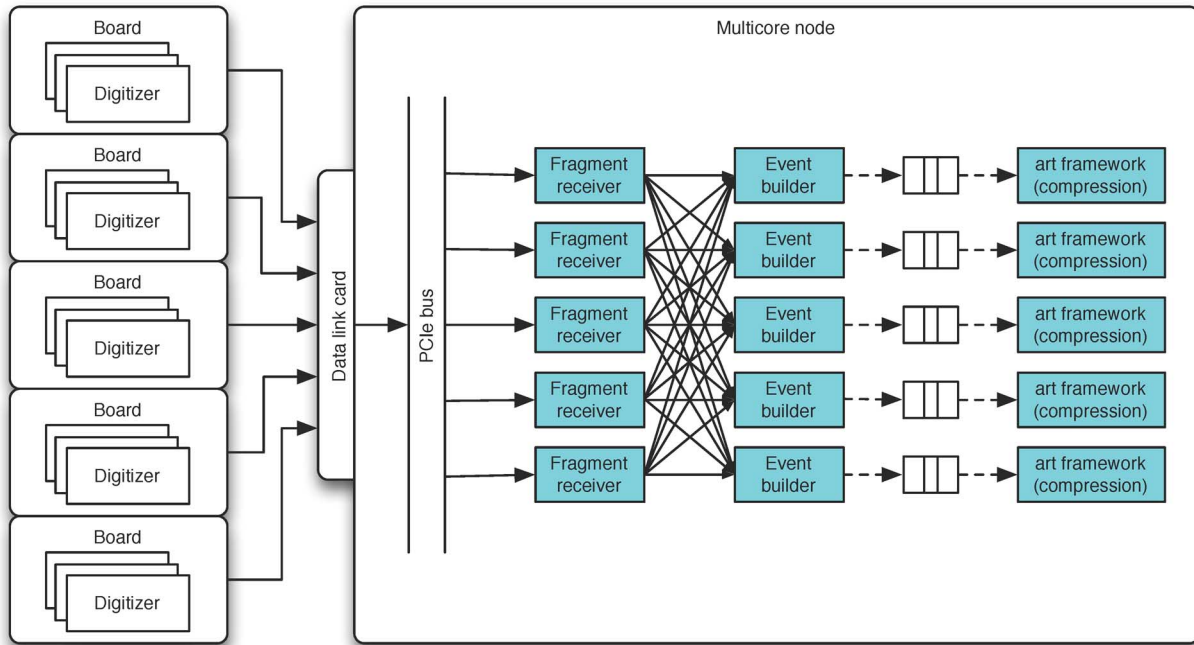 Board
Digitizer
Board
Digitizer
Board
Digitizer
Board
Digitizer
Board
Digitizer
Data link card
Multicore node
PCIe bus
Fragment
receiver
Event
builder
art framework
(compression)
Fragment
receiver
Event
builder
art framework
(compression)
Fragment
receiver
Event
builder
art framework
(compression)
Fragment
receiver
Event
builder
art framework
(compression)
Fragment
receiver
Event
builder
art framework
(compression)